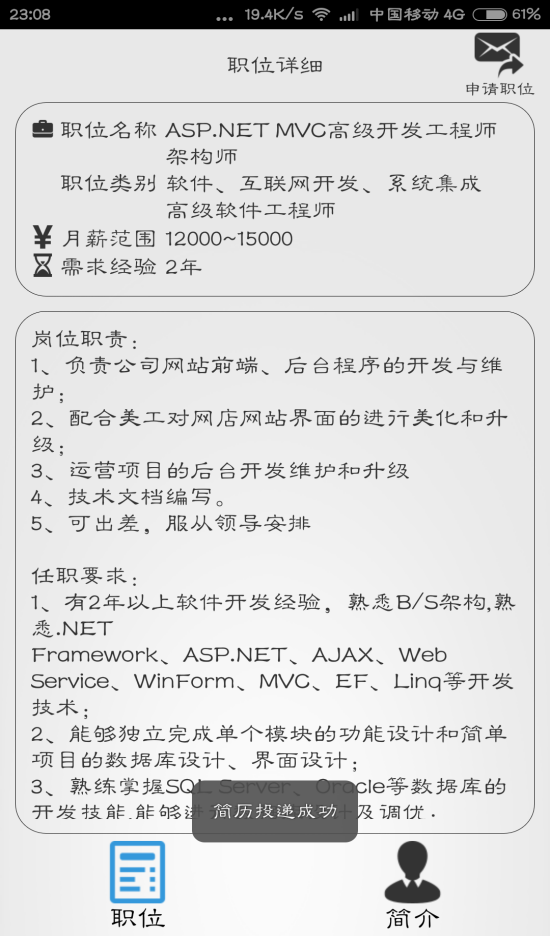 23:08 ... 19.4K/s 中国移动 4G 61%
职位详细
申请职位
职位名称 ASP.NET MVC高级开发工程师
架构师
职位类别 软件、互联网开发、系统集成
高级软件工程师
¥ 月薪范围 12000~15000
需求经验 2年
岗位职责：
1、负责公司网站前端、后台程序的开发与维
护；
2、配合美工对网店网站界面的进行美化和升
级；
3、运营项目的后台开发维护和升级
4、技术文档编写。
5、可出差，服从领导安排
任职要求：
1、有2年以上软件开发经验，熟悉B/S架构,熟
悉.NET
Framework、ASP.NET、AJAX、Web
Service、WinForm、MVC、EF、Linq等开发
技术；
2、能够独立完成单个模块的功能设计和简单
项目的数据库设计、界面设计；
3、熟练掌握SQL Server、Oracle等数据库的
开发技能,能够进 计及调优.
简历投递成功
职位 简介